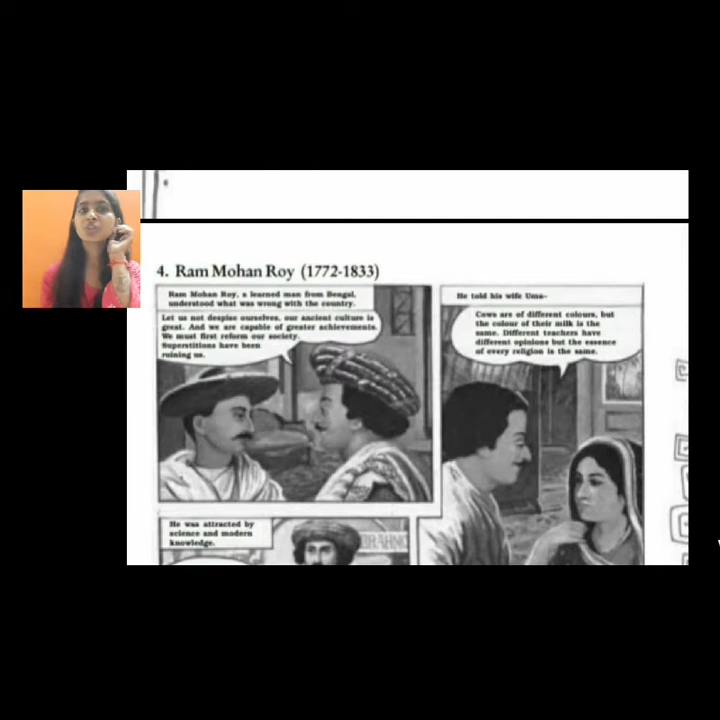 4. Ram Mohan Roy (1772-1833)
Ram Mohan Roy, a learned man from Bengal,
understood what was wrong with the country.
Let us not despise ourselves, our ancient culture is
great. And we are capable of greater achievements.
We must first reform our society.
Superstitions have been
ruining us.
He told his wife Uma-
Cows are of different colours, but
the colour of their milk is the
same. Different teachers have
different opinions but the essence
of every religion is the same.
He was attracted by
science and modern
knowledge.
BRAHMO